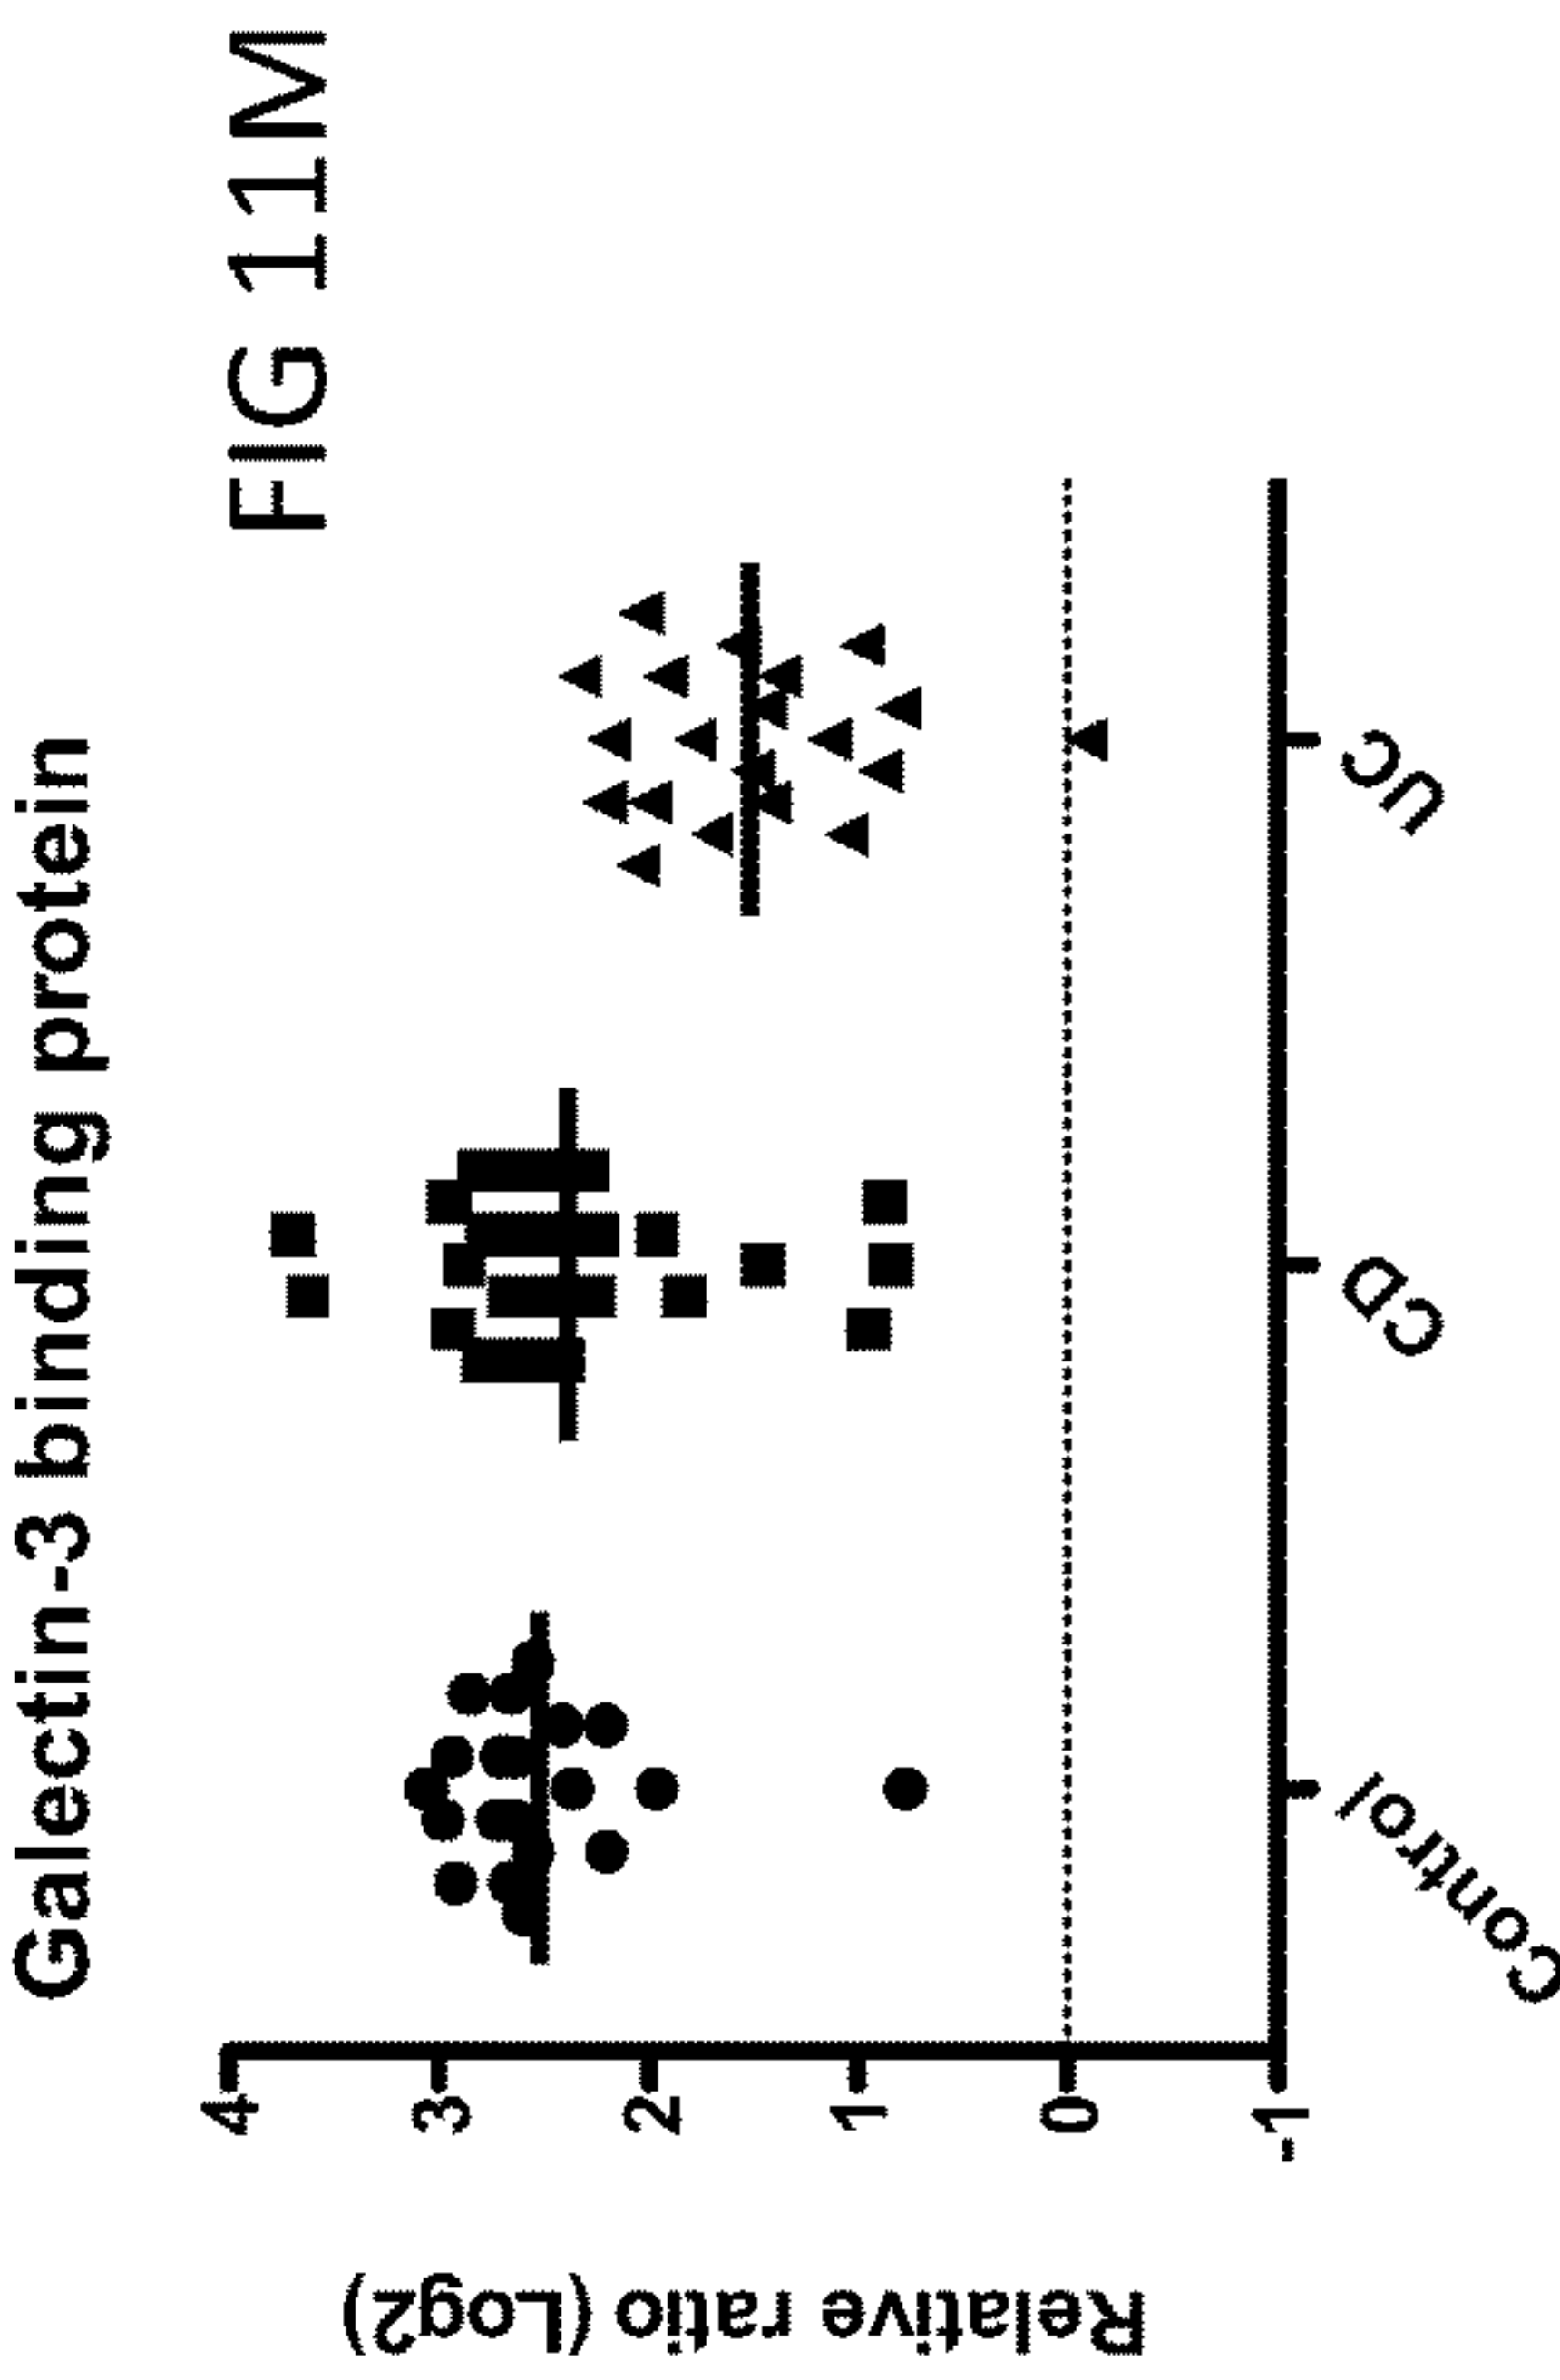 Galectin-3 binding protein
FIG 11M
Relative ratio (Log2)
4
3
2
1
0
-1
Control
CD
UC